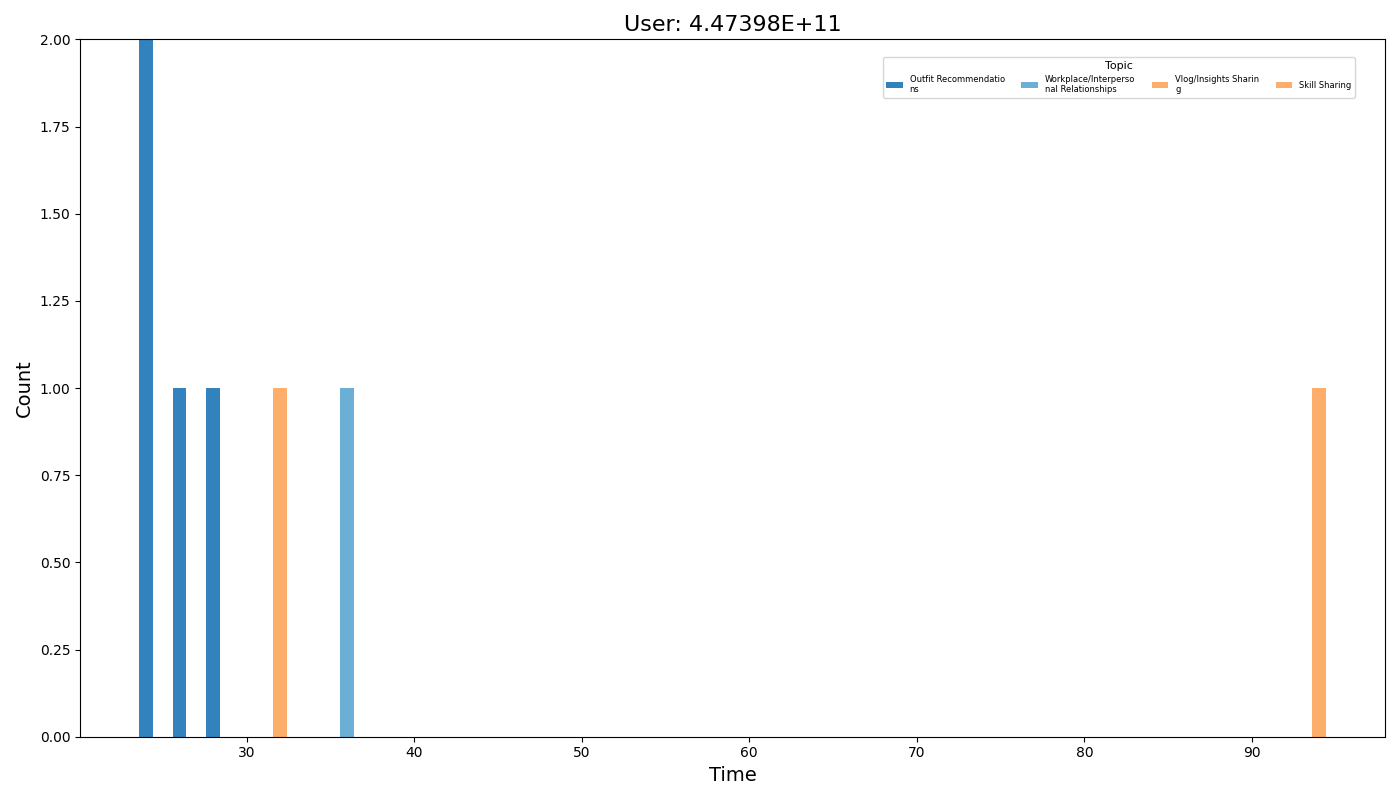 User: 4.47398E+11
2.00
1.75
1.50
1.25
1.00
0.75
0.50
0.25
0.00
Count
Topic
Outfit Recommendatio
ns
Workplace/Interperso
nal Relationships
Vlog/Insights Sharin
g
Skill Sharing
30 40 50 60 70 80 90
Time